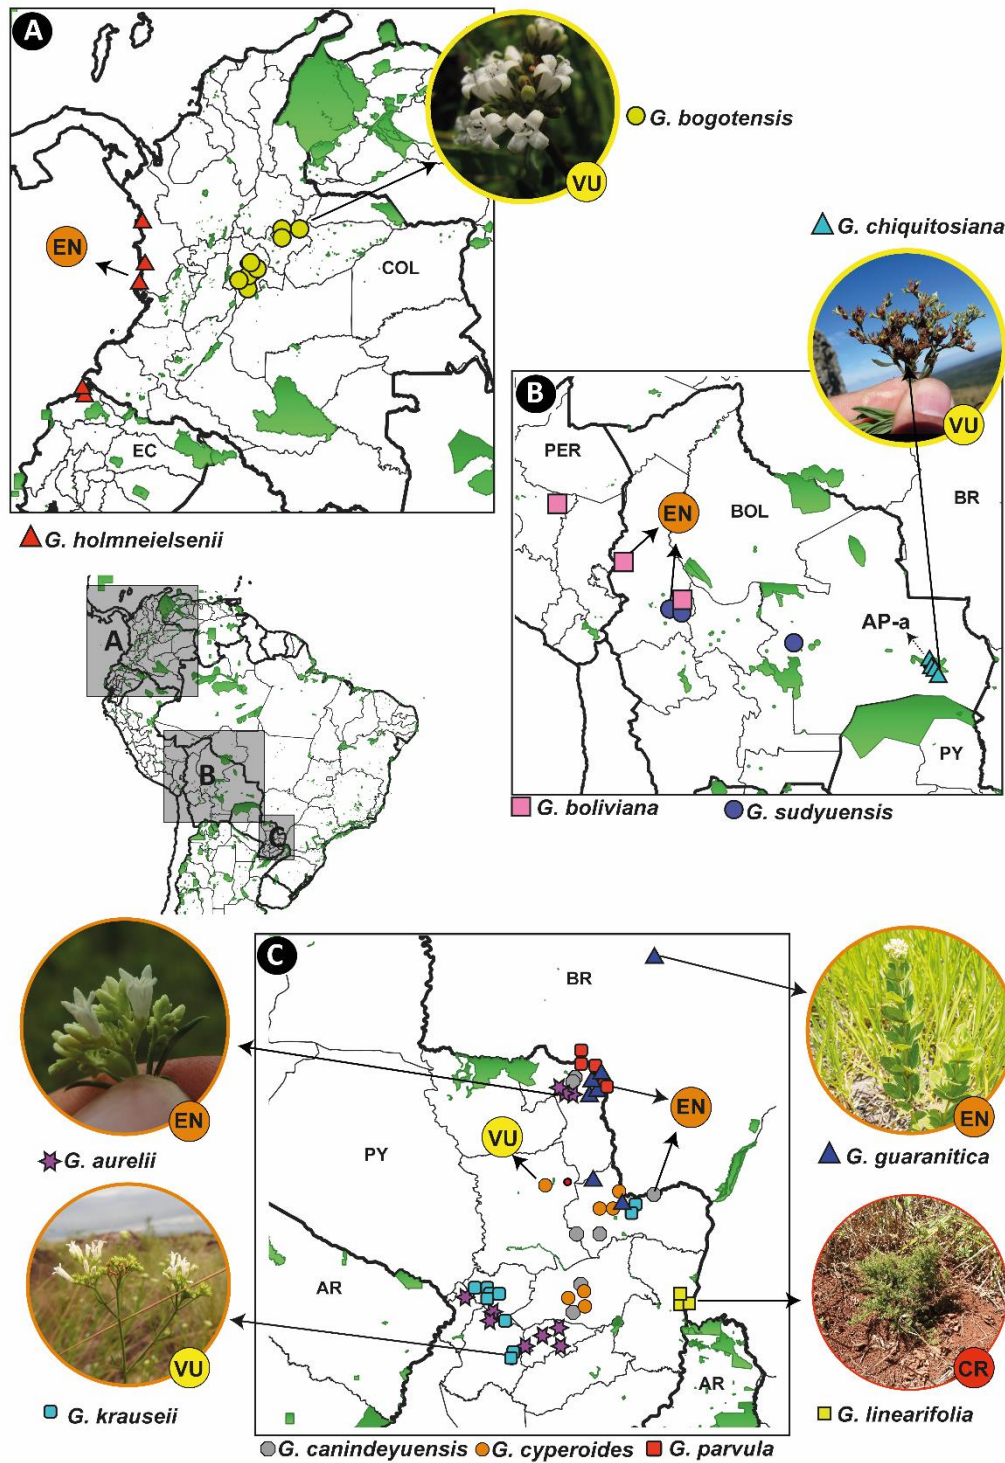 A
G. bogotensis
VU
EN
COL
EC
G. holmneielsenii
G. chiquitosiana
VU
B
PER
EN
BOL
BR
AP-a
PY
G. boliviana
G. sudyuensis
A
B
C
C
BR
EN
G. aurelii
EN
G. guaranitica
VU
EN
PY
AR
AR
VU
G. krauseii
CR
G. linearifolia
G. canindeyuensis
G. cyperoides
G. parvula